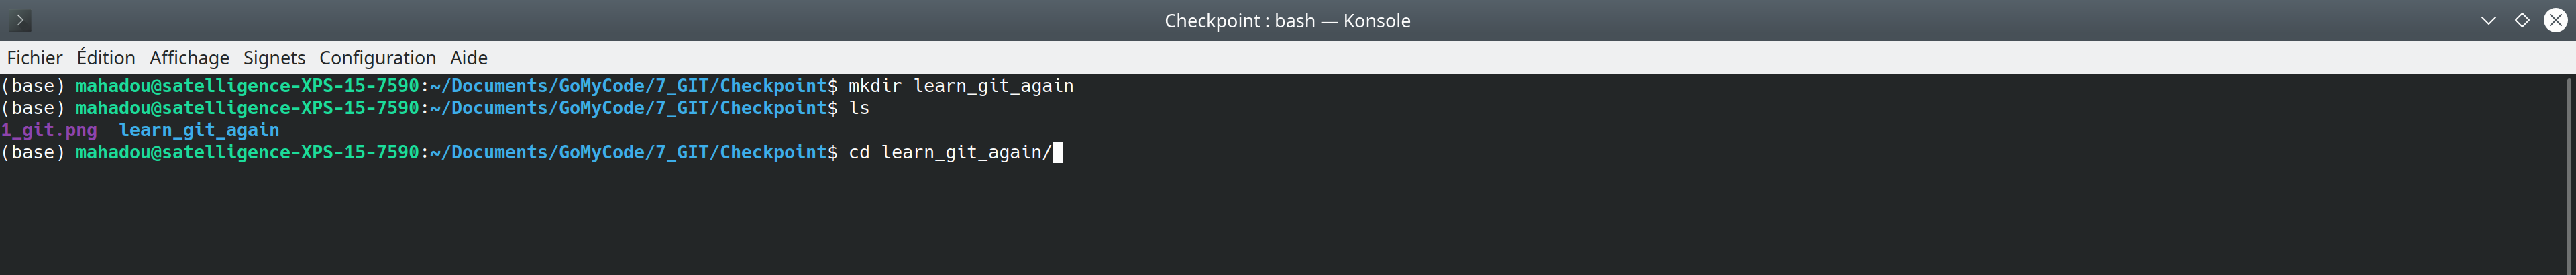 Checkpoint : bash — Konsole
Fichier Édition Affichage Signets Configuration Aide
(base) mahadou@satelligence-XPS-15-7590:~/Documents/GoMyCode/7_GIT/Checkpoint$ mkdir learn_git_again
(base) mahadou@satelligence-XPS-15-7590:~/Documents/GoMyCode/7_GIT/Checkpoint$ ls
1_git.png  learn_git_again
(base) mahadou@satelligence-XPS-15-7590:~/Documents/GoMyCode/7_GIT/Checkpoint$ cd learn_git_again/